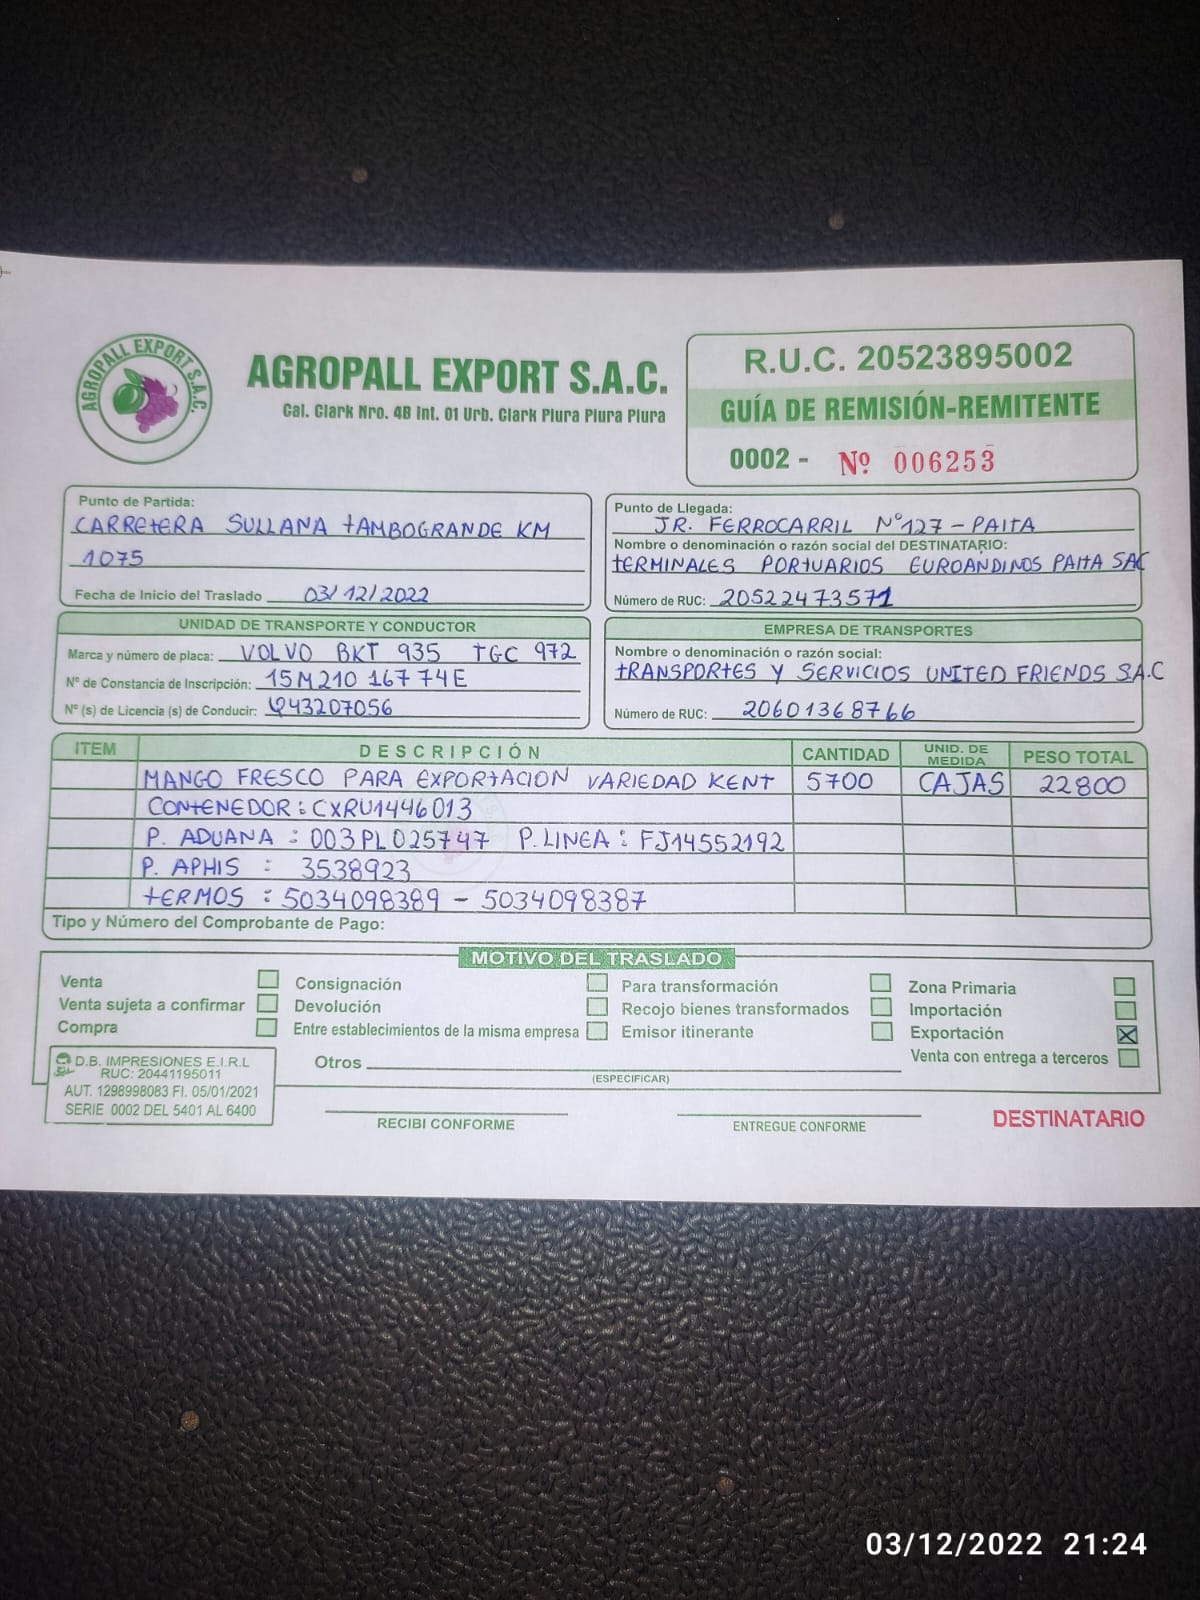 AGROPALL EXPORT S.A.C.
AGROPALL EXPORT S.A.C.
Cal. Clark Nro. 4B Int. 01 Urb. Clark Piura Piura Piura
R.U.C. 20523895002
GUÍA DE REMISIÓN-REMITENTE
0002 - Nº 006253
Punto de Partida:
CARRETERA SULLANA TAMBOGRANDE KM
1075
Fecha de Inicio del Traslado 03/12/2022
Punto de Llegada:
JR. FERROCARRIL N°127 - PAITA
Nombre o denominación o razón social del DESTINATARIO:
TERMINALES PORTUARIOS EUROANDINOS PAITA SAC
Número de RUC: 20522473571
UNIDAD DE TRANSPORTE Y CONDUCTOR
Marca y número de placa: VOLVO BKT 935 TGC 972
N° de Constancia de Inscripción: 15M21016774E
N° (s) de Licencia (s) de Conducir: Q43207056
EMPRESA DE TRANSPORTES
Nombre o denominación o razón social:
TRANSPORTES Y SERVICIOS UNITED FRIENDS S.A.C
Número de RUC: 20601368766
ITEM DESCRIPCIÓN CANTIDAD UNID. DE MEDIDA PESO TOTAL
MANGO FRESCO PARA EXPORTACION VARIEDAD KENT 5700 CAJAS 22800
CONTENEDOR: CXRU1446013
P. ADUANA : 003PL025747 P. LINEA : FJ14552192
P. APHIS : 3538923
TERMOS : 5034098389 - 5034098387
Tipo y Número del Comprobante de Pago:
MOTIVO DEL TRASLADO
Venta
Venta sujeta a confirmar
Compra
Consignación
Devolución
Entre establecimientos de la misma empresa
Para transformación
Recojo bienes transformados
Emisor itinerante
Zona Primaria
Importación
Exportación X
Venta con entrega a terceros
Otros
(ESPECIFICAR)
D.B. IMPRESIONES E.I.R.L
RUC: 20441195011
AUT. 1298998083 FI. 05/01/2021
SERIE 0002 DEL 5401 AL 6400
RECIBI CONFORME
ENTREGUE CONFORME
DESTINATARIO
03/12/2022 21:24